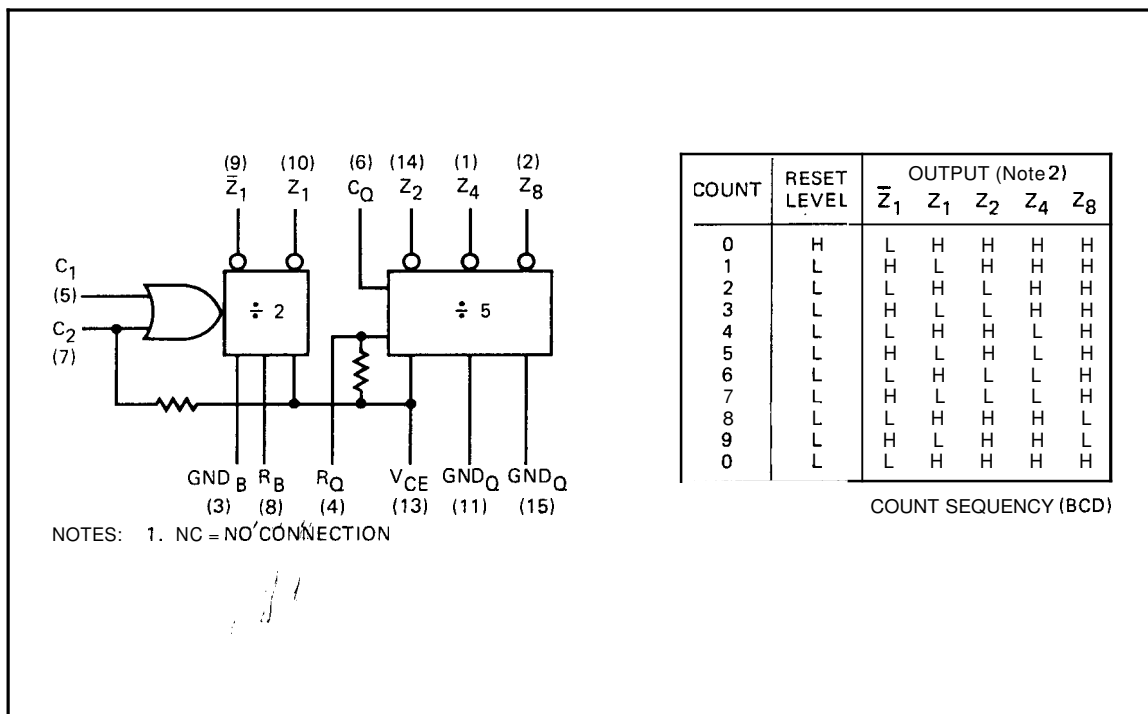 (9) (10) (6) (14) (1) (2)
Z̅1 Z1 CQ Z2 Z4 Z8
C1
(5)
C2
(7)
÷ 2
÷ 5
GNDB RB RQ VCE GNDQ GNDQ
(3) (8) (4) (13) (11) (15)
NOTES: 1. NC = NO CONNECTION
COUNT RESET LEVEL OUTPUT (Note 2)
Z̅1 Z1 Z2 Z4 Z8
0 H L H H H H
1 L H L H H H
2 L L H L H H
3 L H L L H H
4 L L H H L H
5 L H L H L H
6 L L H L L H
7 L H L L L H
8 L L H H H L
9 L H L H H L
0 L L H H H H
COUNT SEQUENCY (BCD)